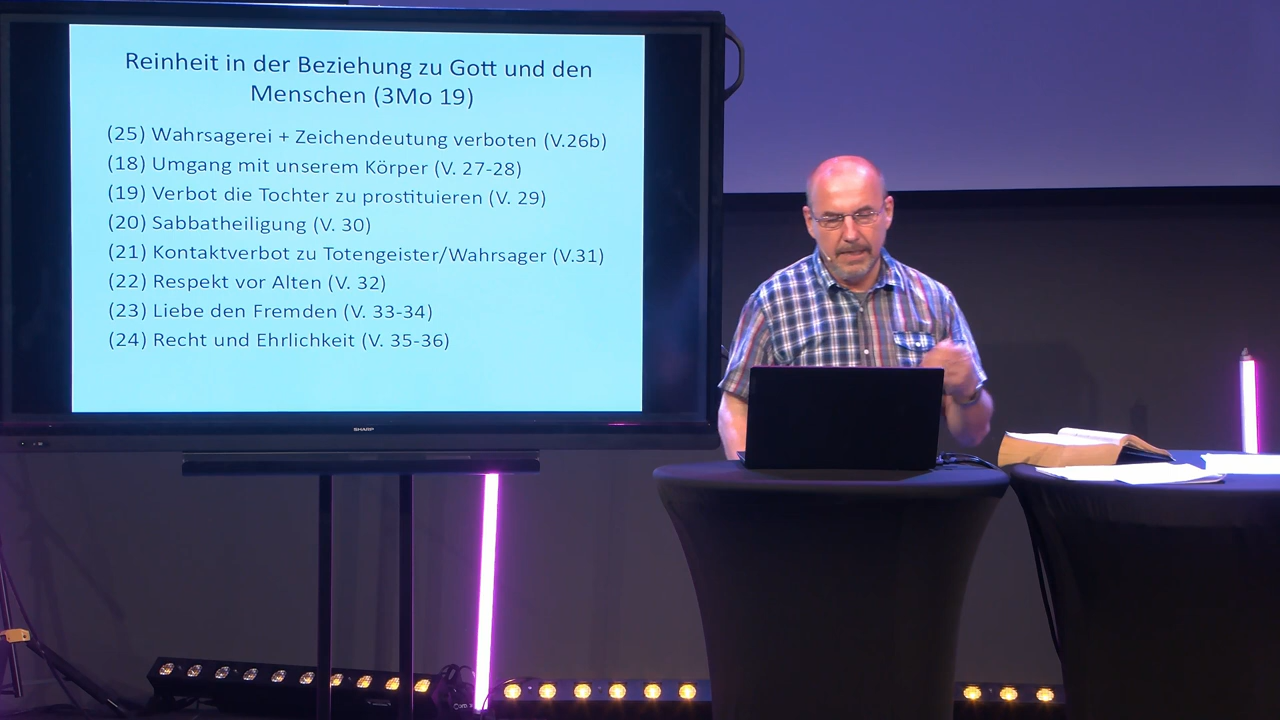 Reinheit in der Beziehung zu Gott und den
Menschen (3Mo 19)
(25) Wahrsagerei + Zeichendeutung verboten (V.26b)
(18) Umgang mit unserem Körper (V. 27-28)
(19) Verbot die Tochter zu prostituieren (V. 29)
(20) Sabbatheiligung (V. 30)
(21) Kontaktverbot zu Totengeister/Wahrsager (V.31)
(22) Respekt vor Alten (V. 32)
(23) Liebe den Fremden (V. 33-34)
(24) Recht und Ehrlichkeit (V. 35-36)
SHARP